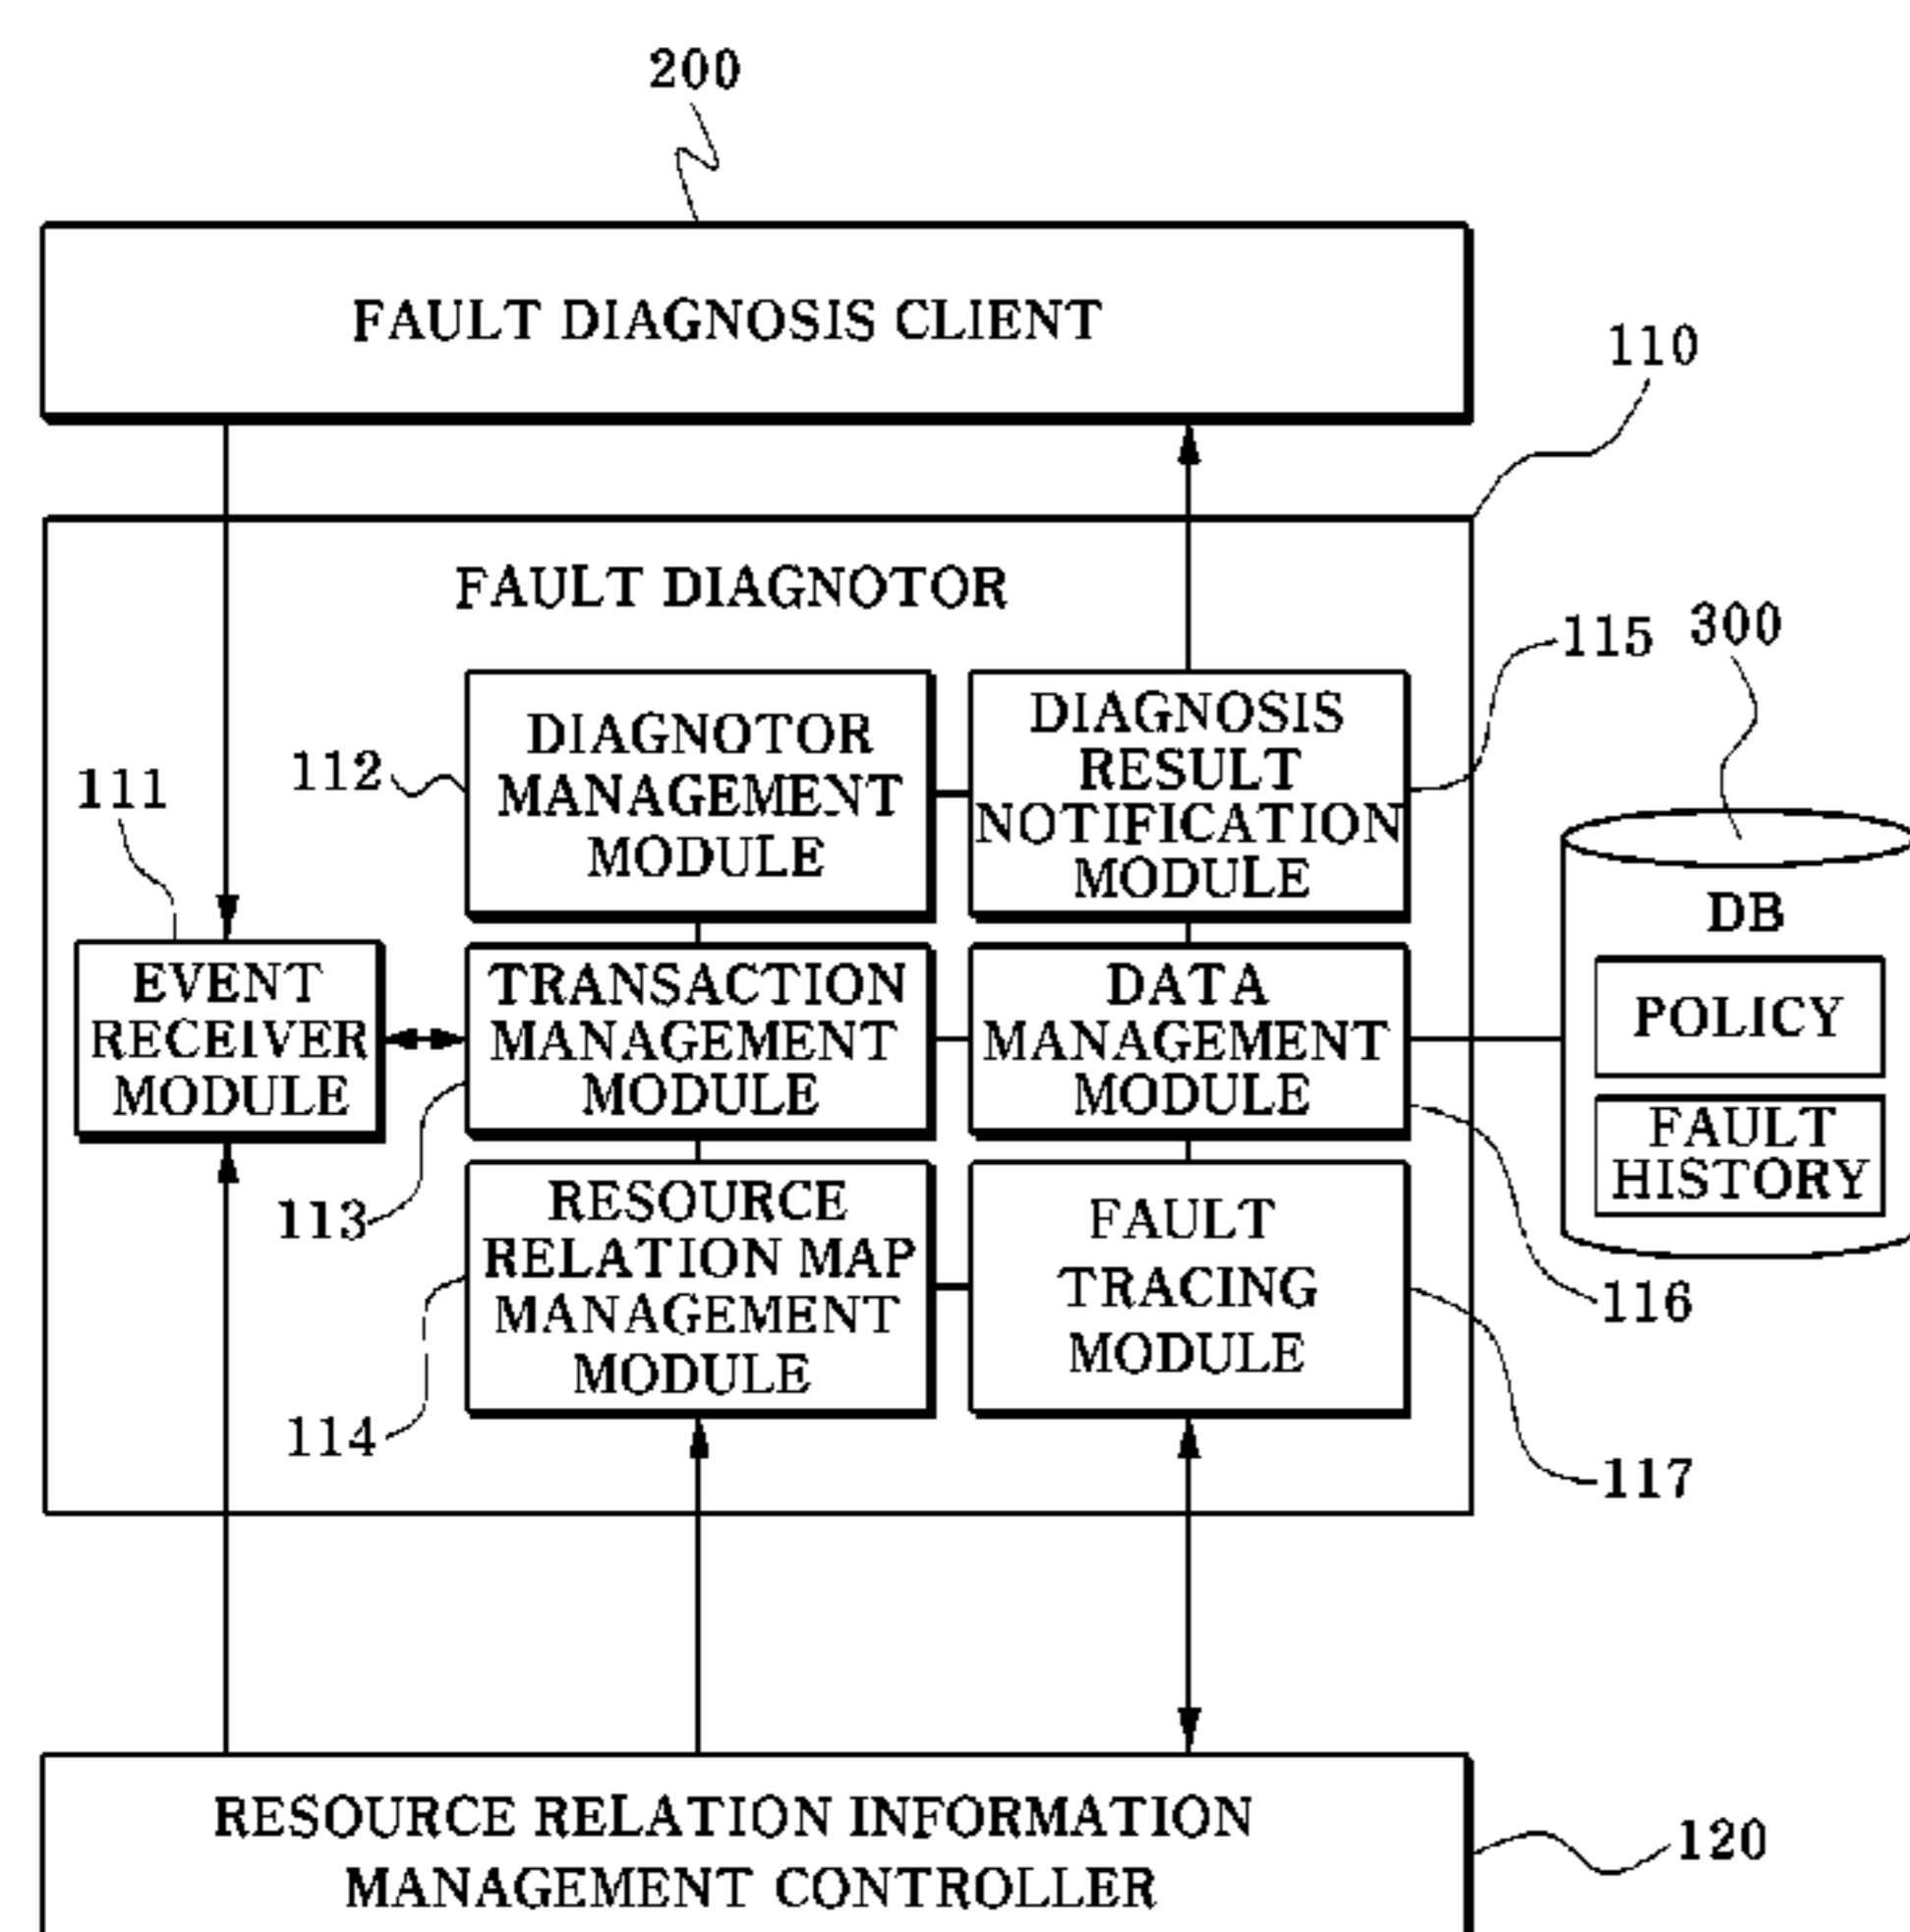 200
FAULT DIAGNOSIS CLIENT
110
FAULT DIAGNOTOR
115
300
112
DIAGNOTOR
MANAGEMENT
MODULE
DIAGNOSIS
RESULT
NOTIFICATION
MODULE
111
EVENT
RECEIVER
MODULE
TRANSACTION
MANAGEMENT
MODULE
DATA
MANAGEMENT
MODULE
DB
POLICY
FAULT
HISTORY
113
RESOURCE
RELATION MAP
MANAGEMENT
MODULE
FAULT
TRACING
MODULE
116
114
117
RESOURCE RELATION INFORMATION
MANAGEMENT CONTROLLER
120